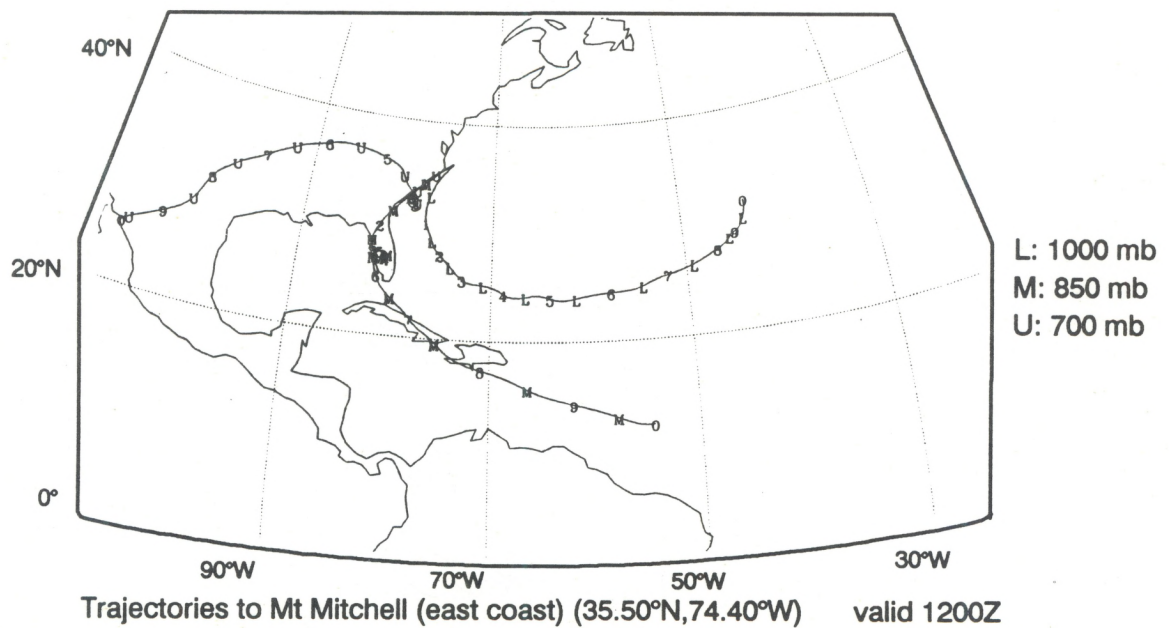 40°N
20°N
0°
90°W
70°W
50°W
30°W
L: 1000 mb
M: 850 mb
U: 700 mb
Trajectories to Mt Mitchell (east coast) (35.50°N,74.40°W) valid 1200Z